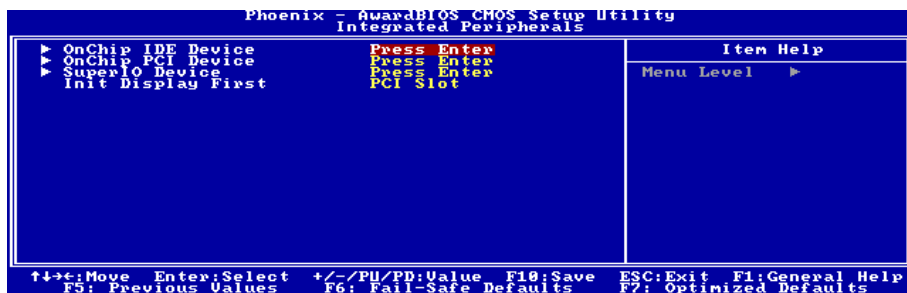 Phoenix - AwardBIOS CMOS Setup Utility
Integrated Peripherals
► OnChip IDE Device Press Enter
► OnChip PCI Device Press Enter
► SuperIO Device Press Enter
Init Display First PCI Slot
Item Help
Menu Level ►
↑↓→←:Move Enter:Select +/-/PU/PD:Value F10:Save ESC:Exit F1:General Help
F5: Previous Values F6: Fail-Safe Defaults F7: Optimized Defaults